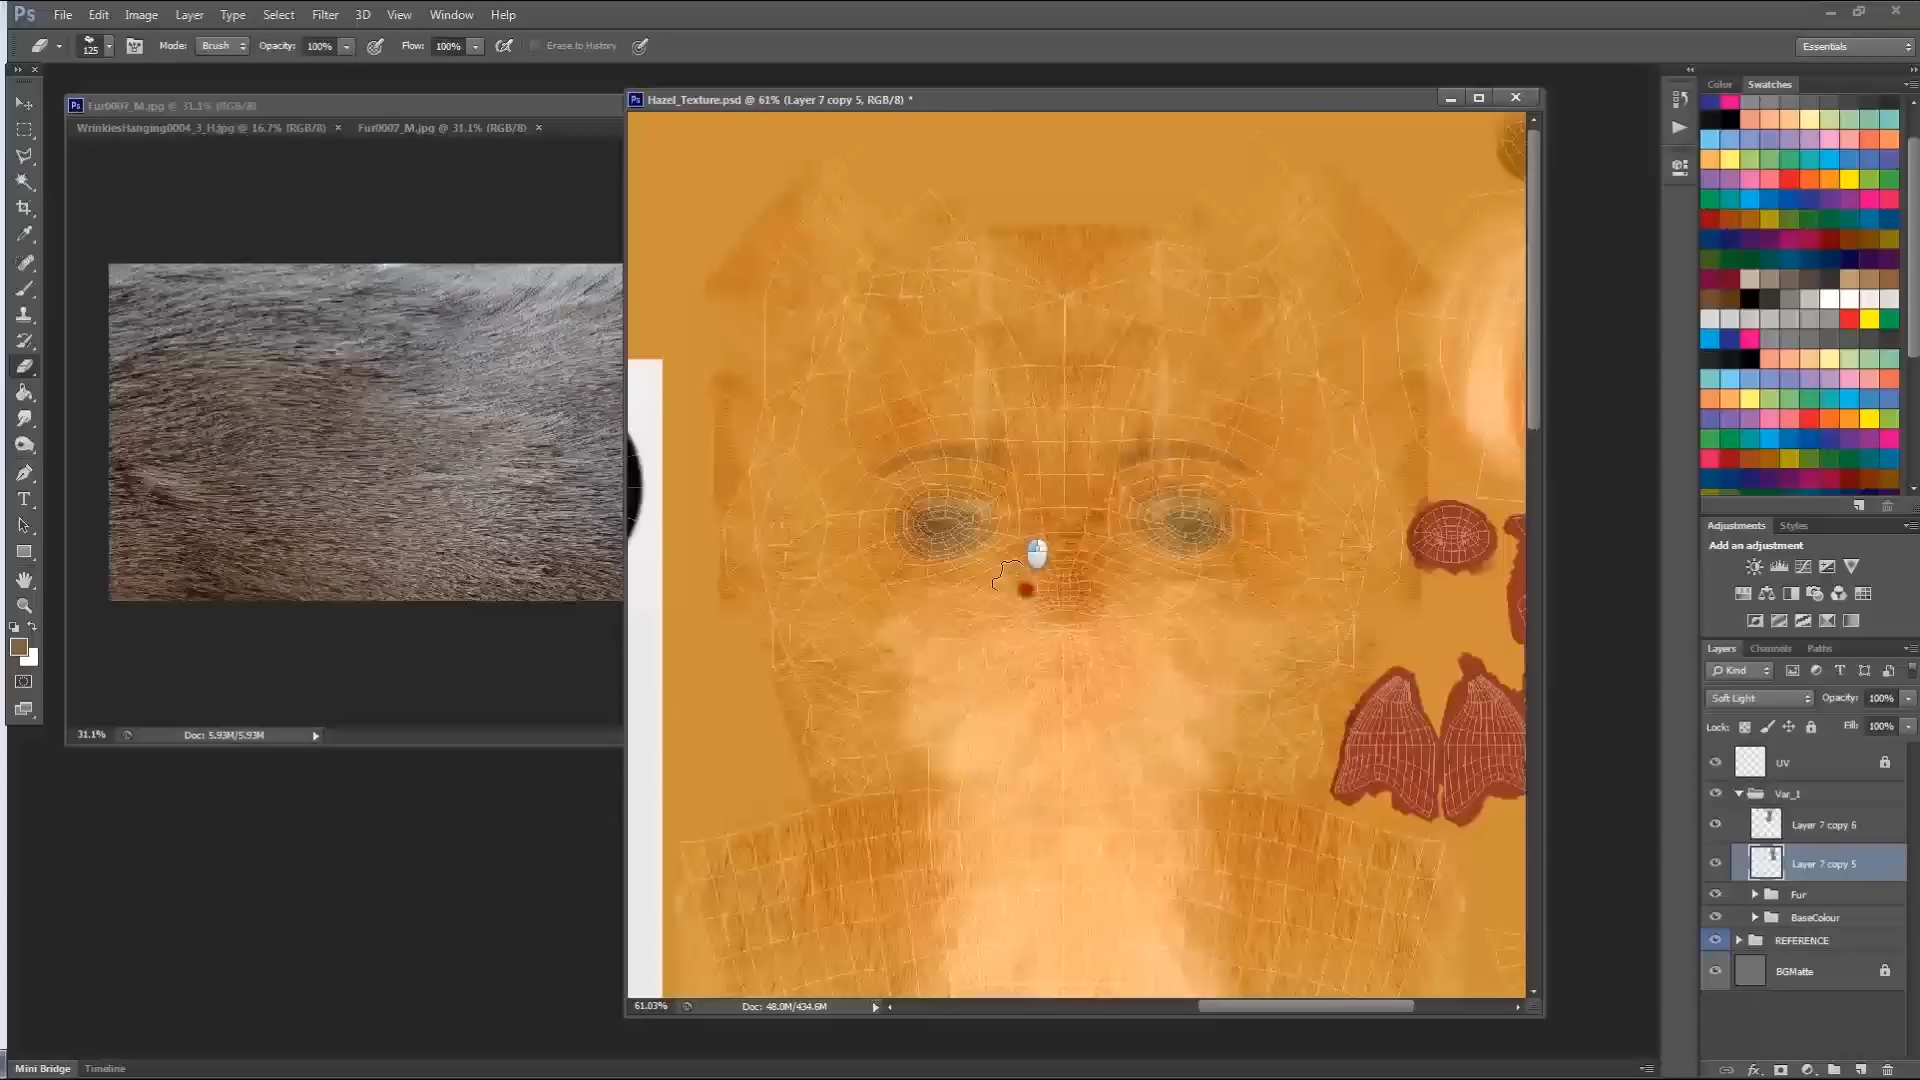 Ps File Edit Image Layer Type Select Filter 3D View Window Help
125 Mode: Brush Opacity: 100% Flow: 100% Erase to History Essentials
Fur0007_M.jpg @ 31.1% (RGB/8)
WrinklesHanging0004_3_H.jpg @ 16.7% (RGB/8) × Fur0007_M.jpg @ 31.1% (RGB/8) ×
31.1% Doc: 5.93M/5.93M
Hazel_Texture.psd @ 61% (Layer 7 copy 5, RGB/8) *
61.03% Doc: 48.0M/434.6M
Color Swatches
Adjustments Styles
Add an adjustment
Layers Channels Paths
Kind
Soft Light Opacity: 100%
Lock: Fill: 100%
UV
Var_1
Layer 7 copy 6
Layer 7 copy 5
Fur
BaseColour
REFERENCE
BGMatte
Mini Bridge Timeline